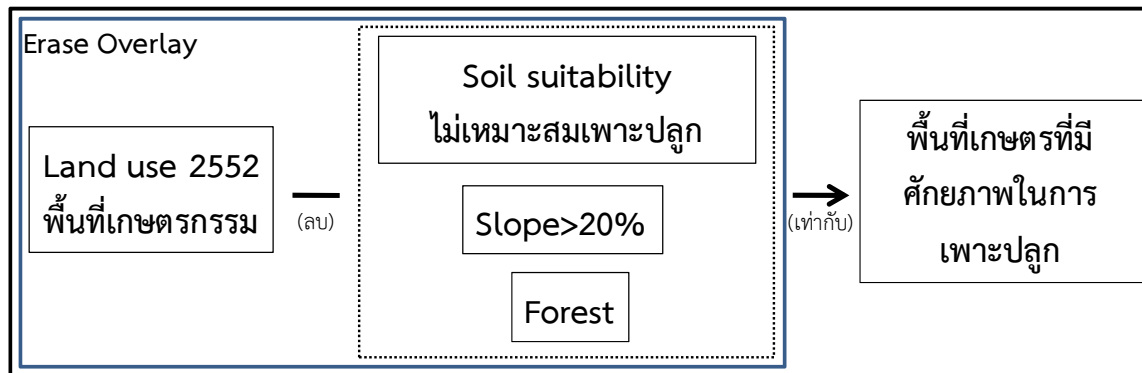 Erase Overlay
Land use 2552
พื้นที่เกษตรกรรม
(ลบ)
Soil suitability
ไม่เหมาะสมเพาะปลูก
Slope>20%
Forest
(เท่ากับ)
พื้นที่เกษตรที่มี
ศักยภาพในการ
เพาะปลูก